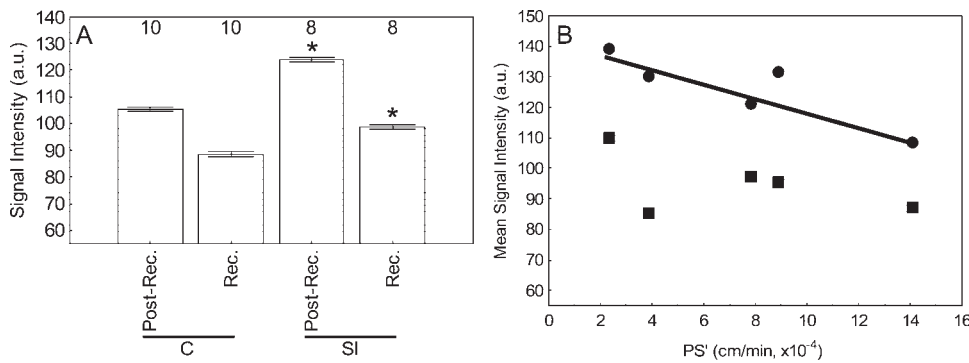 A
10 10 8 8
* *
140
130
120
110
100
90
80
70
60
Signal Intensity (a.u.)
Post-Rec.
Rec.
Post-Rec.
Rec.
C
SI
B
140
130
120
110
100
90
80
70
60
Mean Signal Intensity (a.u.)
0 2 4 6 8 10 12 14 16
PS' (cm/min, x10-4)